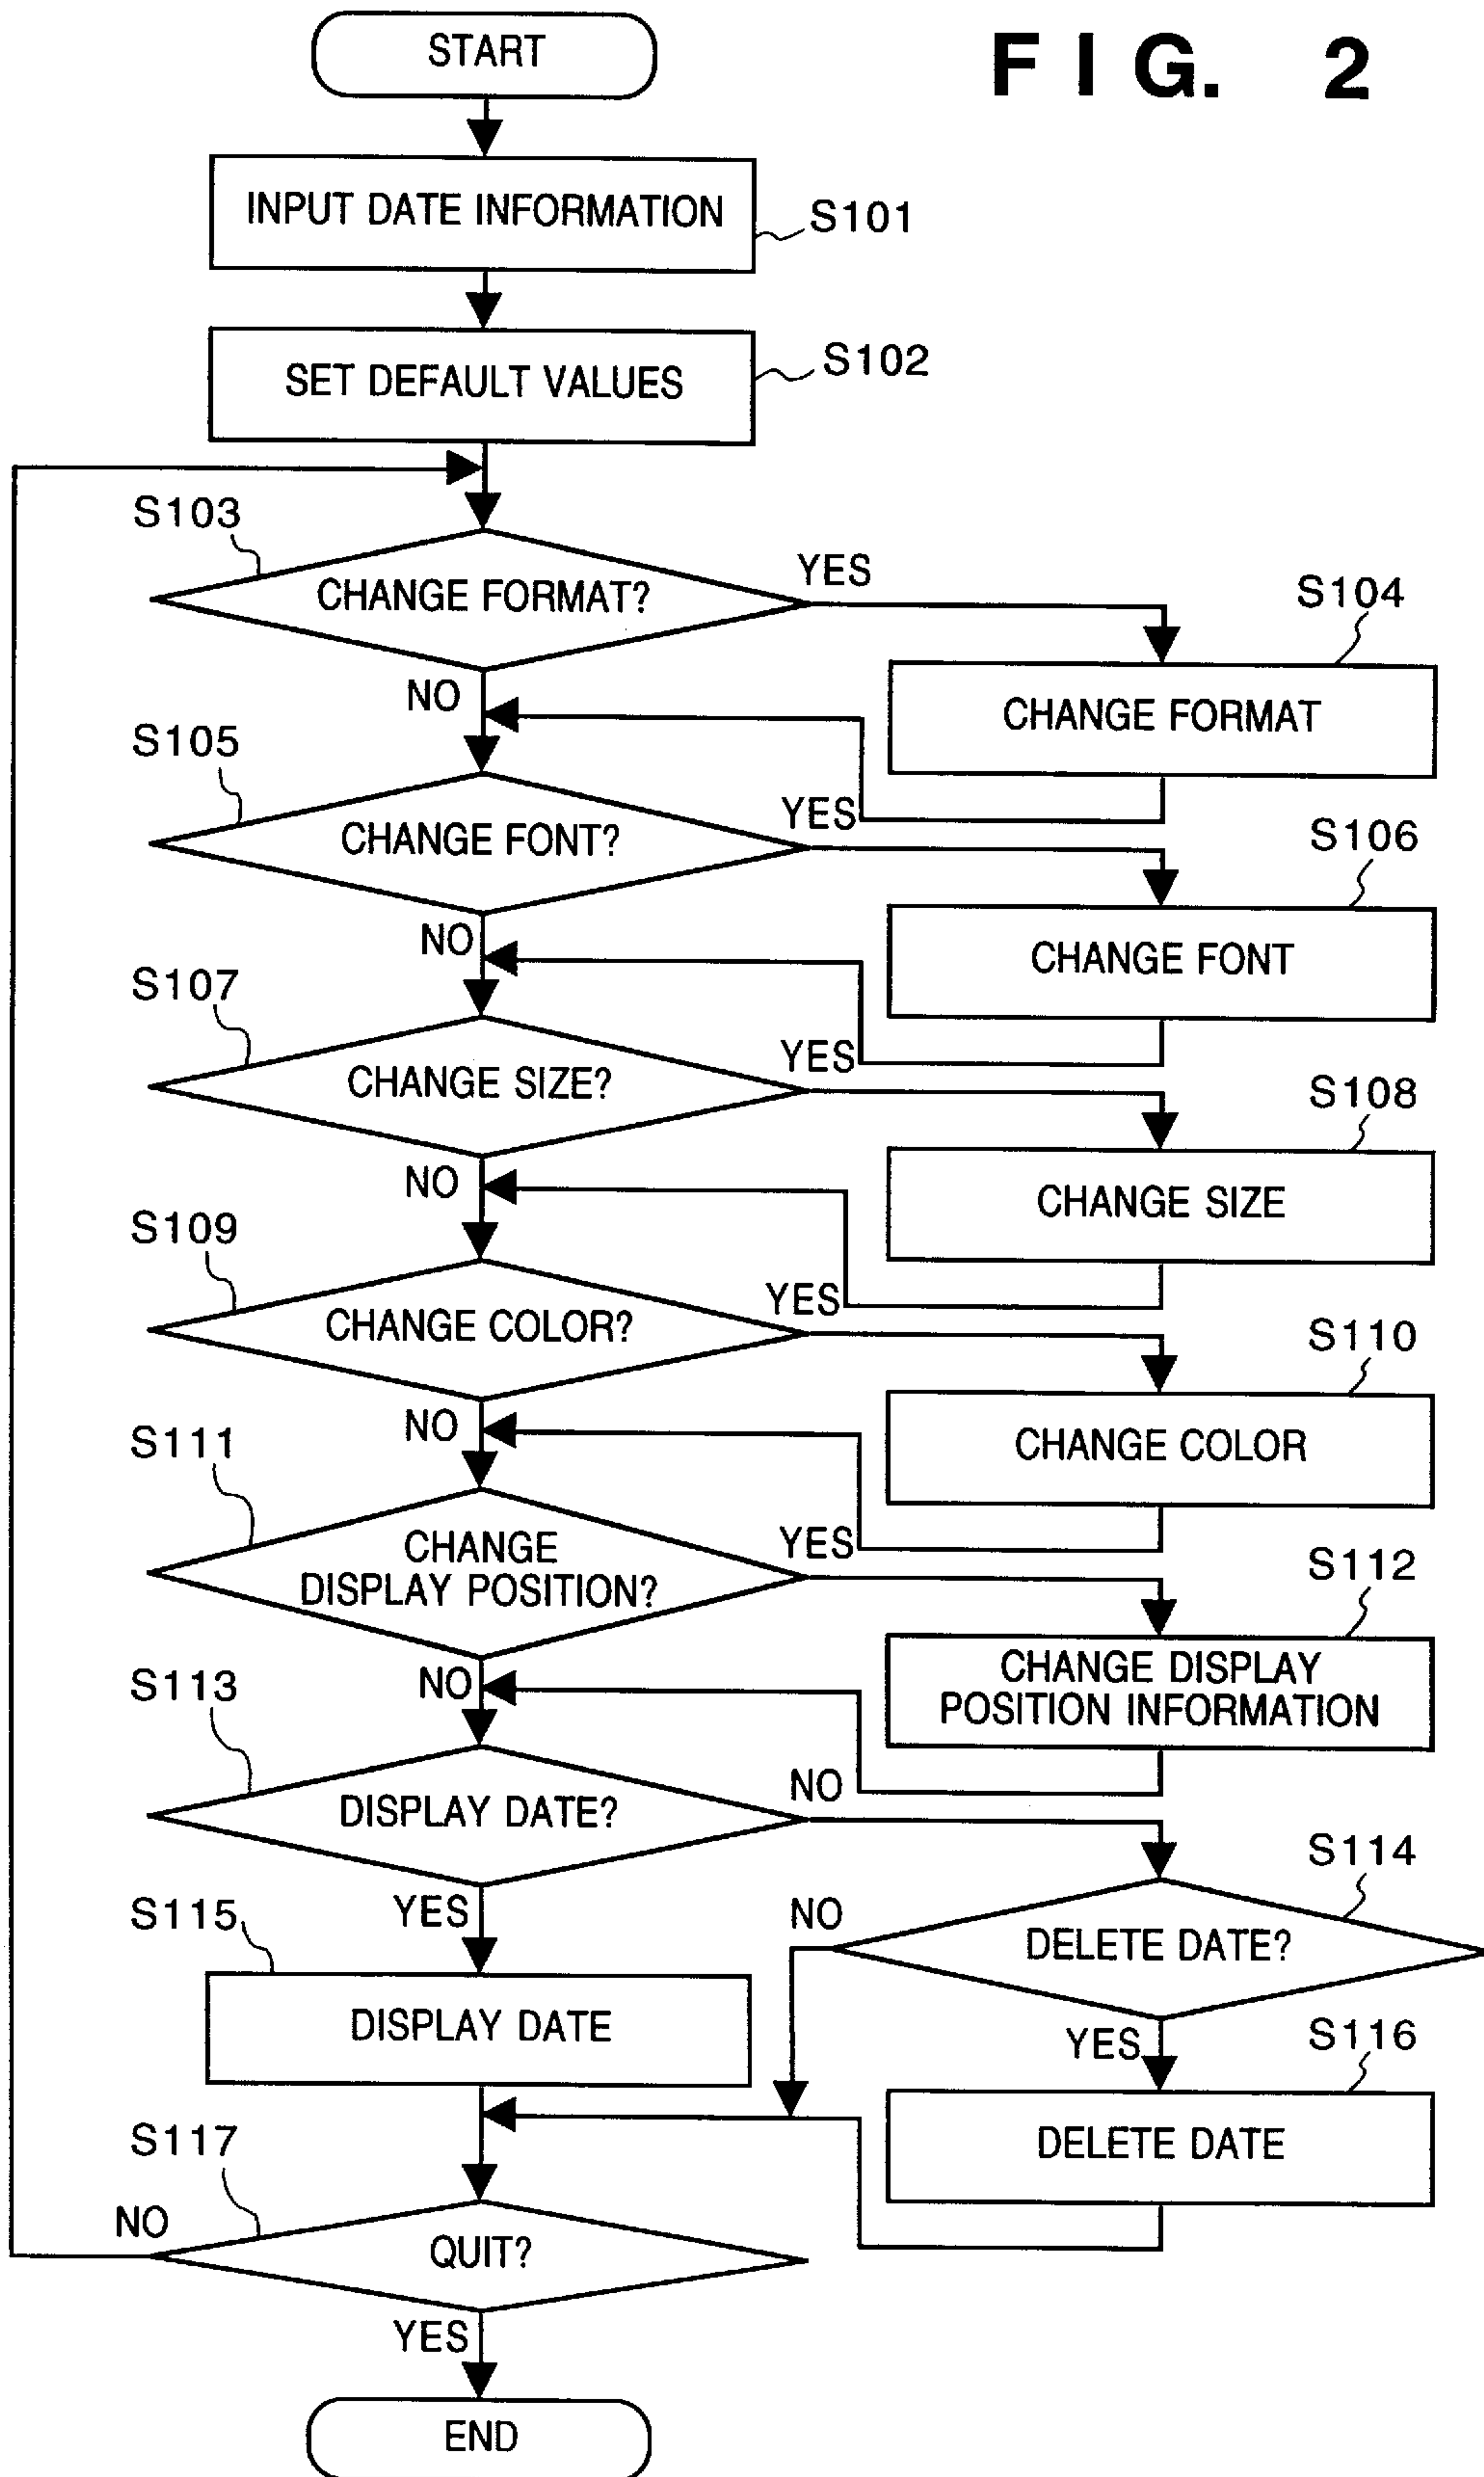 START
FIG. 2
INPUT DATE INFORMATION
S101
SET DEFAULT VALUES
S102
S103
CHANGE FORMAT?
YES
S104
CHANGE FORMAT
NO
S105
CHANGE FONT?
YES
S106
CHANGE FONT
NO
S107
CHANGE SIZE?
YES
S108
CHANGE SIZE
NO
S109
CHANGE COLOR?
YES
S110
CHANGE COLOR
NO
S111
CHANGE
DISPLAY POSITION?
YES
S112
CHANGE DISPLAY
POSITION INFORMATION
NO
S113
DISPLAY DATE?
NO
S114
DELETE DATE?
NO
YES
S115
DISPLAY DATE
YES
S116
DELETE DATE
S117
QUIT?
NO
YES
END